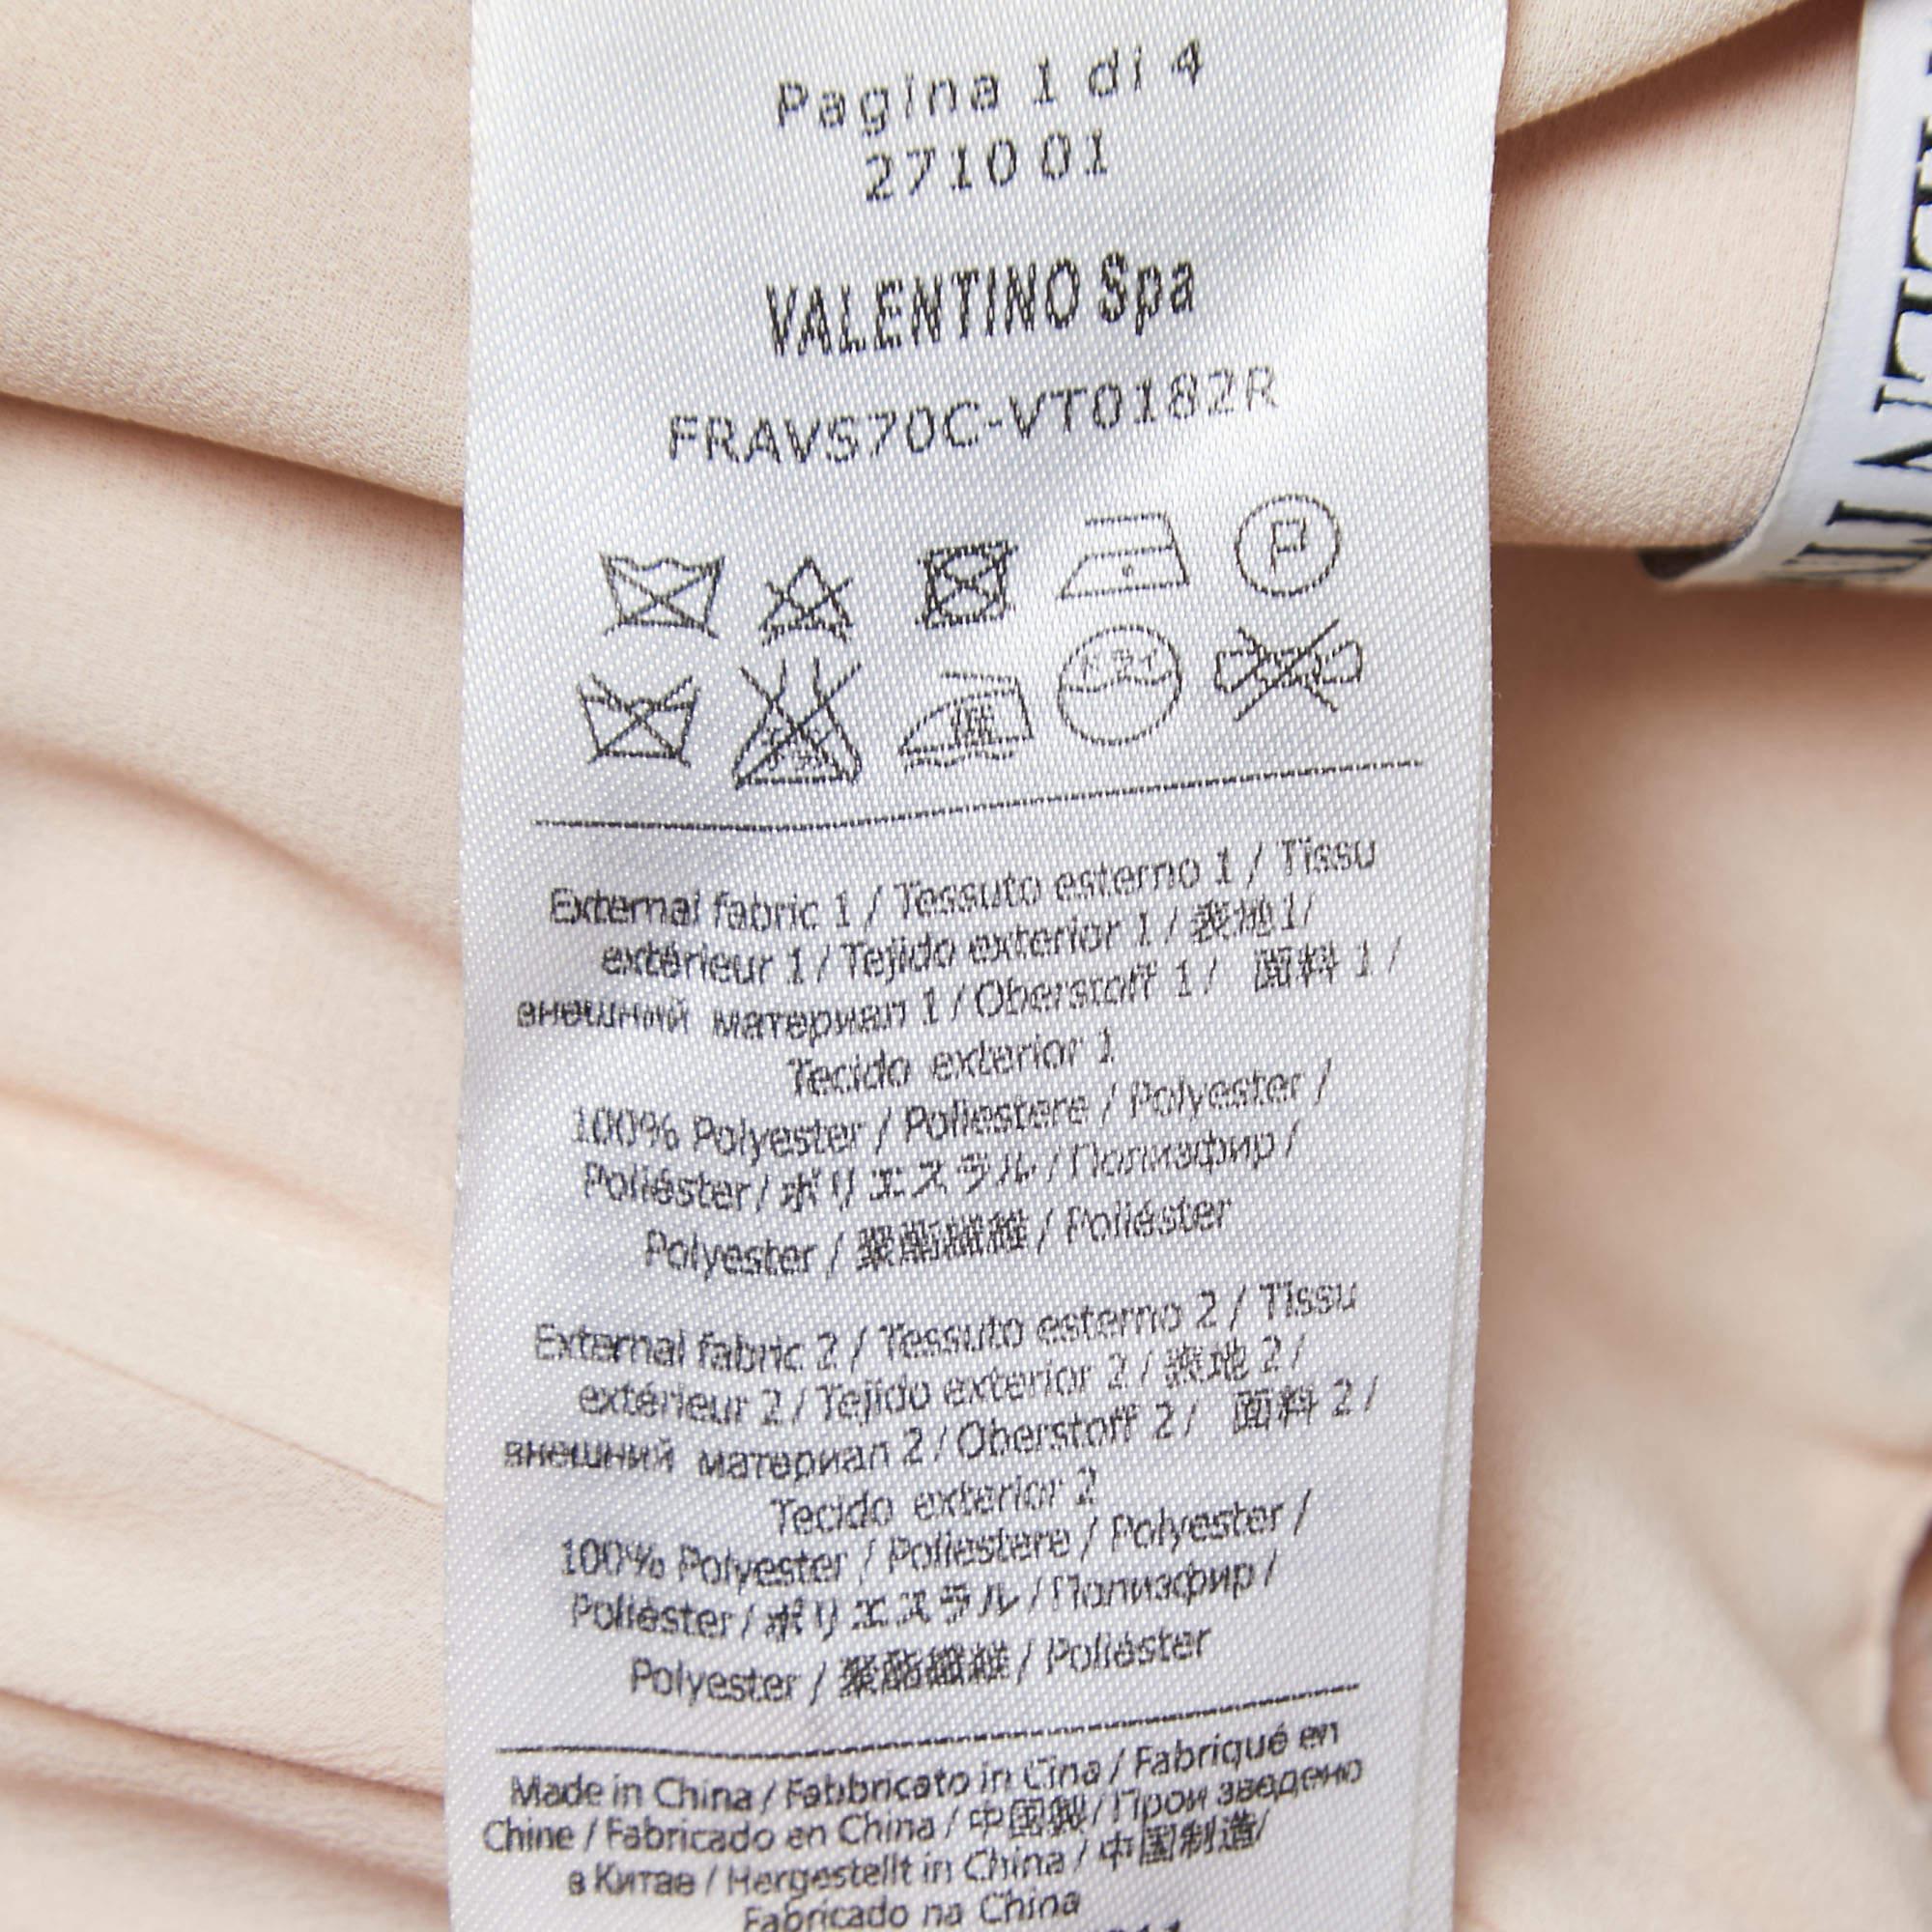 Pagina 1 di 4
2710 01
VALENTINO Spa
FRAVS70C-VT0182R
ドライ
External fabric 1 / Tessuto esterno 1 / Tissu
extérieur 1 / Tejido exterior 1 / 表地1/
внешний материал 1 / Oberstoff 1 / 面料 1 /
Tecido exterior 1
100% Polyester / Poliestere / Polyester /
Poliéster / ポリエステル / Полиэфир /
Polyester / 聚酯纖維 / Poliéster
External fabric 2 / Tessuto esterno 2 / Tissu
extérieur 2 / Tejido exterior 2 / 表地 2 /
внешний материал 2 / Oberstoff 2 / 面料 2 /
Tecido exterior 2
100% Polyester / Poliestere / Polyester /
Poliéster / ポリエステル / Полиэфир /
Polyester / 聚酯纖維 / Poliéster
Made in China / Fabbricato in Cina / Fabriqué en
Chine / Fabricado en China / 中国製 / Произведено
в Китае / Hergestellt in China / 中国制造/
Fabricado na China